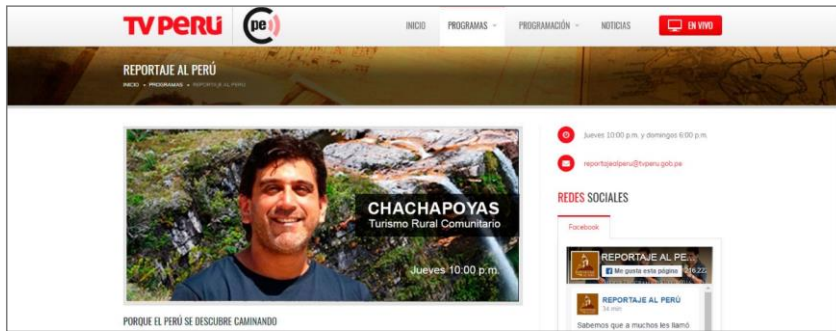 TVPERÚ
pe
INICIO PROGRAMAS PROGRAMACIÓN NOTICIAS EN VIVO
REPORTAJE AL PERÚ
INICIO PROGRAMAS REPORTAJE AL PERÚ
Jueves 10:00 p.m. y domingos 6:00 p.m.
reportajealperu@tvperu.gob.pe
CHACHAPOYAS
Turismo Rural Comunitario
Jueves 10:00 p.m.
REDES SOCIALES
Facebook
REPORTAJE AL PE...
Me gusta esta página
REPORTAJE AL PERÚ
34 min
Sabemos que a muchos les llamó
PORQUE EL PERÚ SE DESCUBRE CAMINANDO